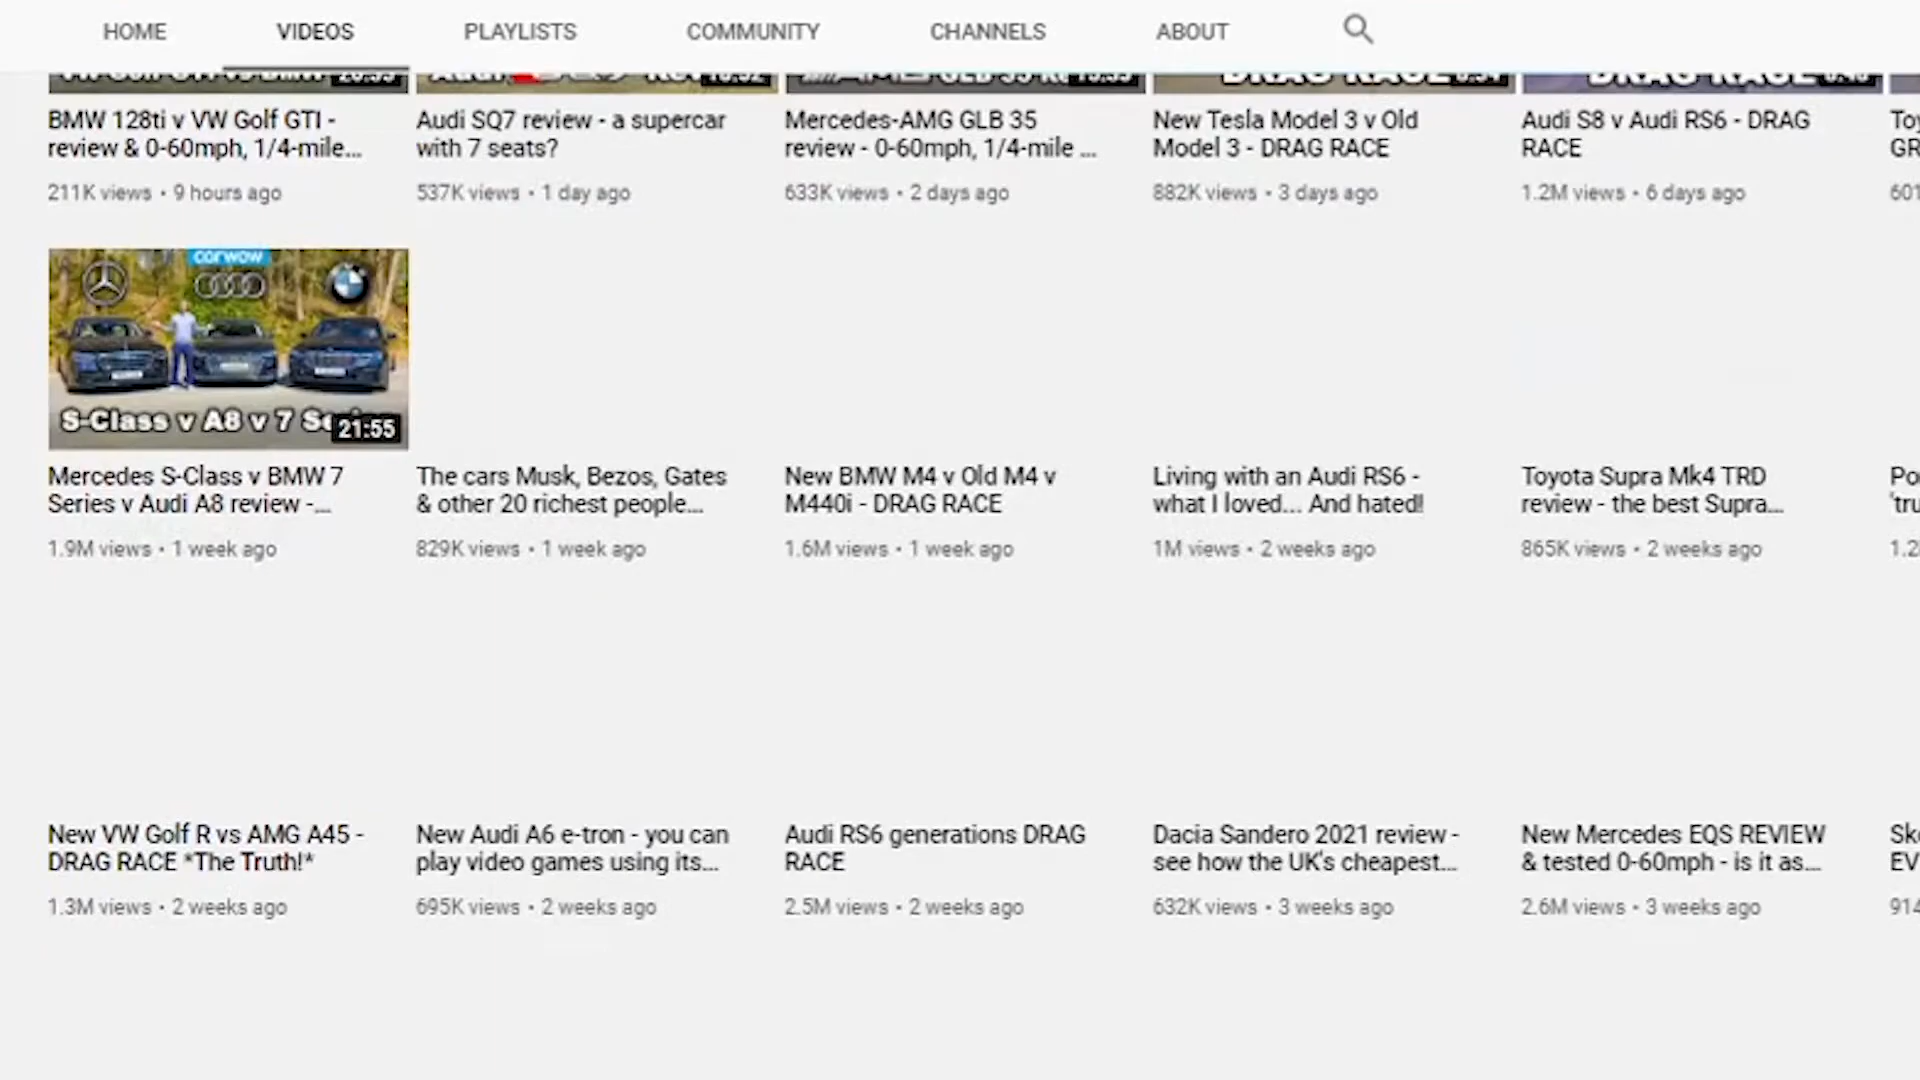 HOME VIDEOS PLAYLISTS COMMUNITY CHANNELS ABOUT
DRAG RACE
DRAG RACE
BMW 128ti v VW Golf GTI -
review & 0-60mph, 1/4-mile...
211K views • 9 hours ago
Audi SQ7 review - a supercar
with 7 seats?
537K views • 1 day ago
Mercedes-AMG GLB 35
review - 0-60mph, 1/4-mile ...
633K views • 2 days ago
New Tesla Model 3 v Old
Model 3 - DRAG RACE
882K views • 3 days ago
Audi S8 v Audi RS6 - DRAG
RACE
1.2M views • 6 days ago
carwow
S-Class v A8 v 7
21:55
Mercedes S-Class v BMW 7
Series v Audi A8 review -...
1.9M views • 1 week ago
The cars Musk, Bezos, Gates
& other 20 richest people...
829K views • 1 week ago
New BMW M4 v Old M4 v
M440i - DRAG RACE
1.6M views • 1 week ago
Living with an Audi RS6 -
what I loved... And hated!
1M views • 2 weeks ago
Toyota Supra Mk4 TRD
review - the best Supra...
865K views • 2 weeks ago
New VW Golf R vs AMG A45 -
DRAG RACE *The Truth!*
1.3M views • 2 weeks ago
New Audi A6 e-tron - you can
play video games using its...
695K views • 2 weeks ago
Audi RS6 generations DRAG
RACE
2.5M views • 2 weeks ago
Dacia Sandero 2021 review -
see how the UK's cheapest...
632K views • 3 weeks ago
New Mercedes EQS REVIEW
& tested 0-60mph - is it as...
2.6M views • 3 weeks ago